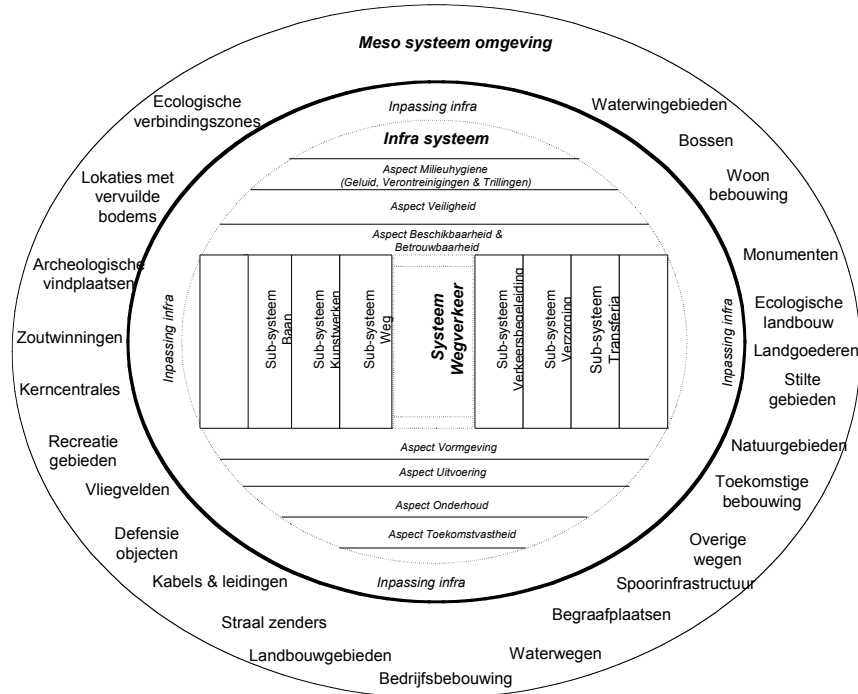 Meso systeem omgeving
Inpassing infra
Infra systeem
Aspect Milieuhygiene
(Geluid, Verontreinigingen & Trillingen)
Aspect Veiligheid
Aspect Beschikbaarheid &
Betrouwbaarheid
Sub-systeem
Baan
Sub-systeem
Kunstwerken
Sub-systeem
Weg
Systeem
Wegverkeer
Sub-systeem
Verkeersbegeleiding
Sub-systeem
Verzorging
Sub-systeem
Transferia
Aspect Vormgeving
Aspect Uitvoering
Aspect Onderhoud
Aspect Toekomstvastheid
Inpassing infra
Inpassing infra
Inpassing infra
Ecologische
verbindingszones
Lokaties met
vervuilde
bodems
Archeologische
vindplaatsen
Zoutwinningen
Kerncentrales
Recreatie
gebieden
Vliegvelden
Defensie
objecten
Kabels & leidingen
Straal zenders
Landbouwgebieden
Bedrijfsbebouwing
Waterwegen
Begraafplaatsen
Spoorinfrastructuur
Overige
wegen
Toekomstige
bebouwing
Natuurgebieden
Stilte
gebieden
Landgoederen
Ecologische
landbouw
Monumenten
Woon
bebouwing
Bossen
Waterwingebieden